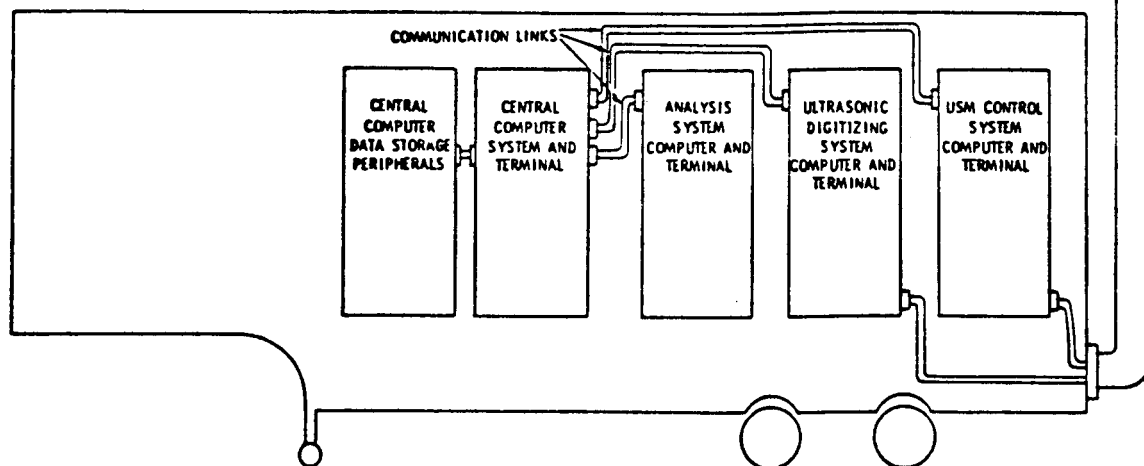 COMMUNICATION LINKS
CENTRAL
COMPUTER
DATA STORAGE
PERIPHERALS
CENTRAL
COMPUTER
SYSTEM AND
TERMINAL
ANALYSIS
SYSTEM
COMPUTER AND
TERMINAL
ULTRASONIC
DIGITIZING
SYSTEM
COMPUTER AND
TERMINAL
USM CONTROL
SYSTEM
COMPUTER AND
TERMINAL